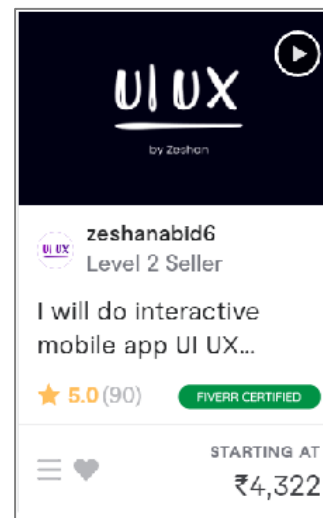 UI UX
by Zeshan
UI UX
zeshanabid6
Level 2 Seller
I will do interactive
mobile app UI UX...
5.0 (90)
FIVERR CERTIFIED
STARTING AT
₹4,322